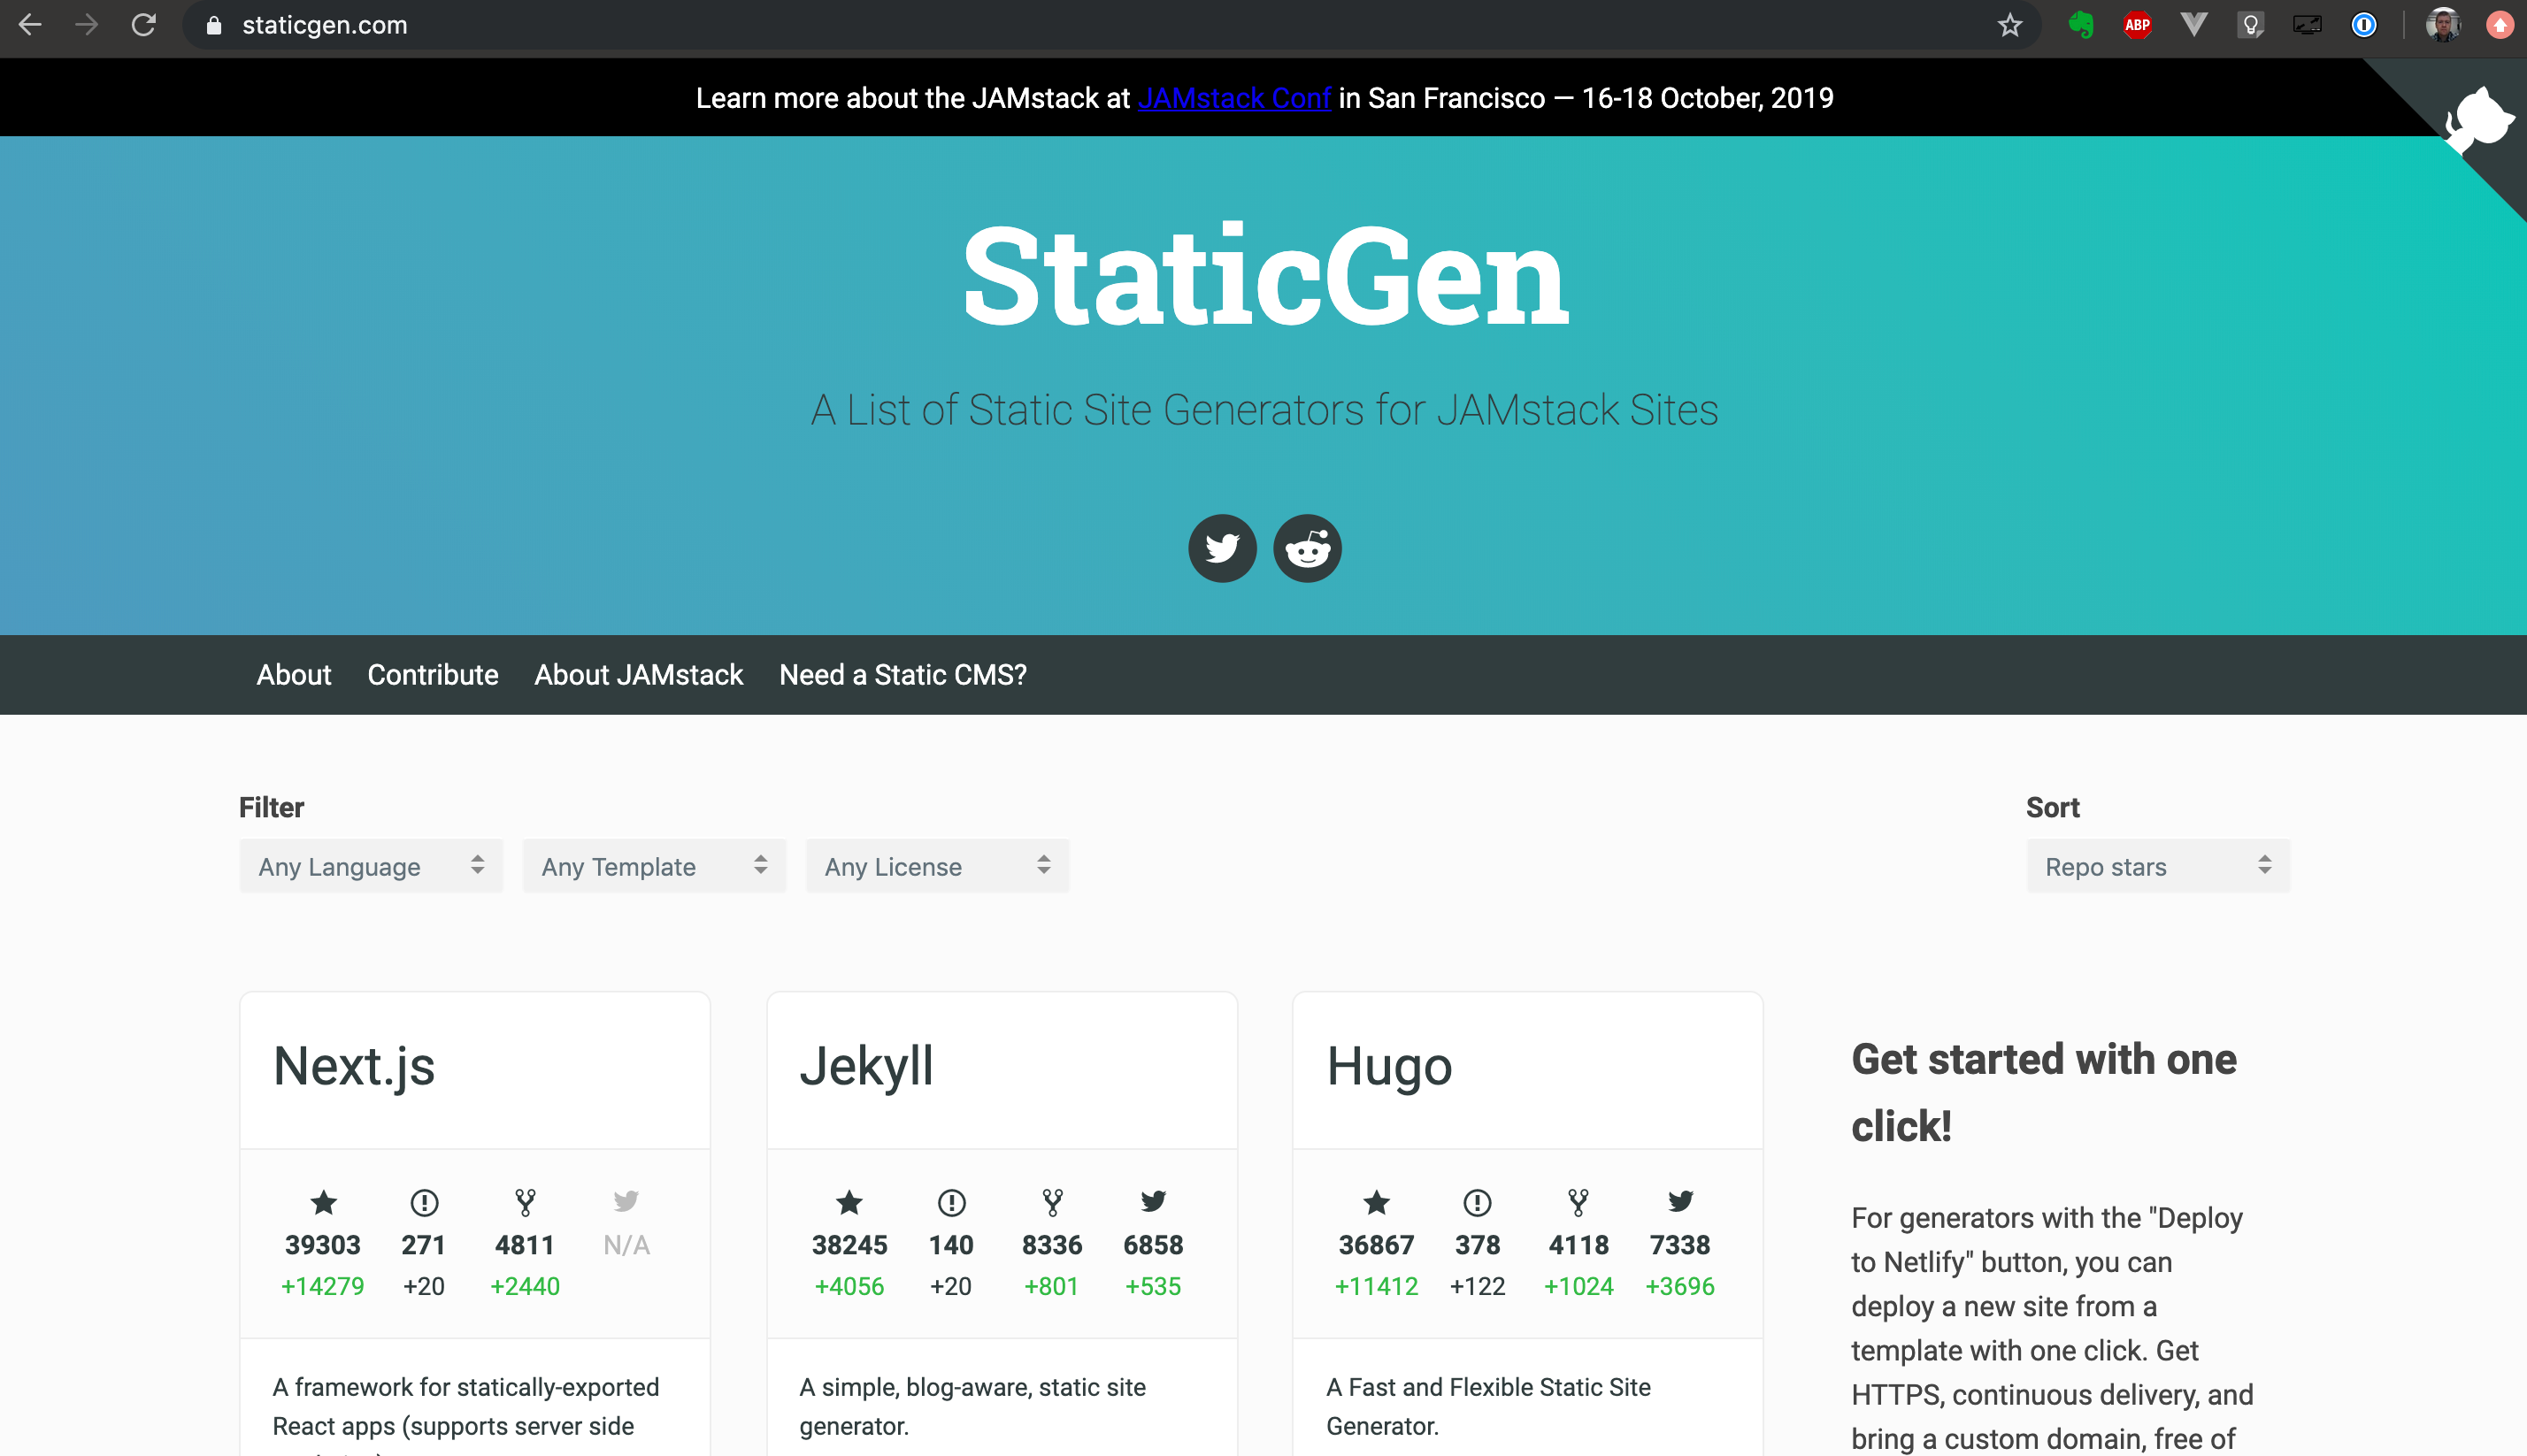 staticgen.com
ABP
Learn more about the JAMstack at JAMstack Conf in San Francisco — 16-18 October, 2019
StaticGen
A List of Static Site Generators for JAMstack Sites
About Contribute About JAMstack Need a Static CMS?
Filter
Sort
Any Language Any Template Any License
Repo stars
Next.js
39303 271 4811 N/A
+14279 +20 +2440
A framework for statically-exported
React apps (supports server side
Jekyll
38245 140 8336 6858
+4056 +20 +801 +535
A simple, blog-aware, static site
generator.
Hugo
36867 378 4118 7338
+11412 +122 +1024 +3696
A Fast and Flexible Static Site
Generator.
Get started with one
click!
For generators with the "Deploy
to Netlify" button, you can
deploy a new site from a
template with one click. Get
HTTPS, continuous delivery, and
bring a custom domain, free of